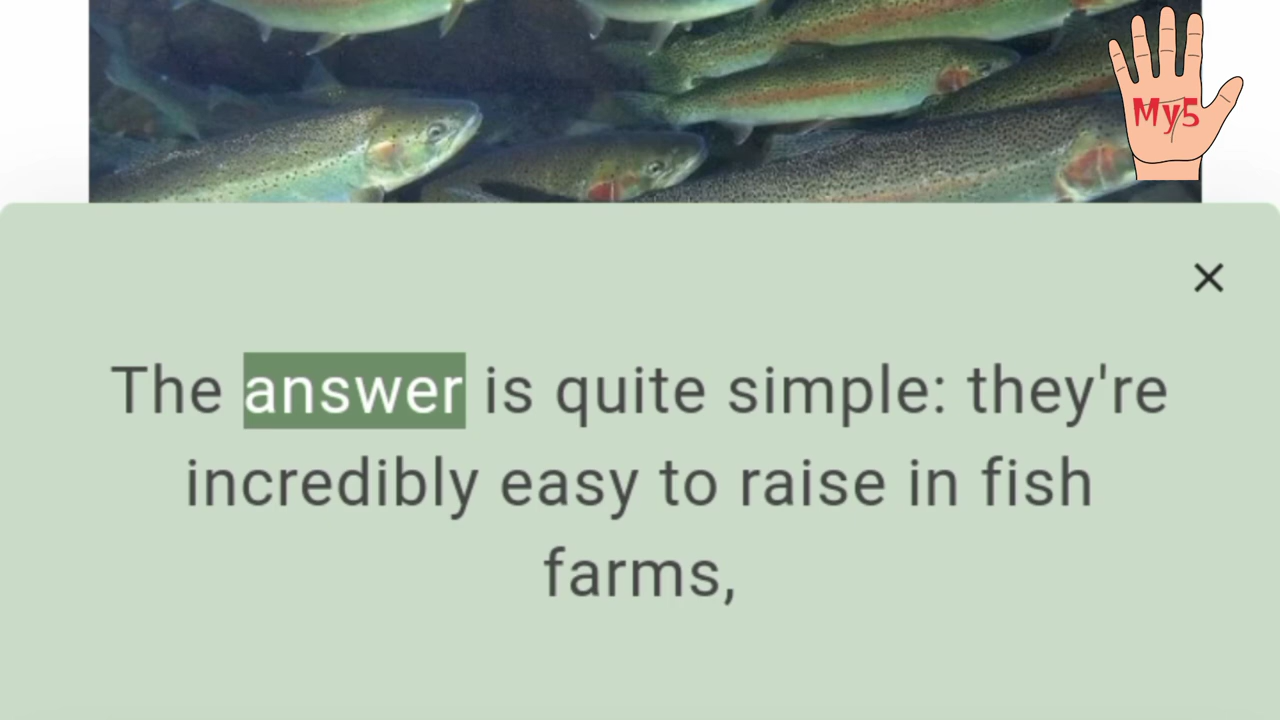 My5
The answer is quite simple: they're
incredibly easy to raise in fish
farms,